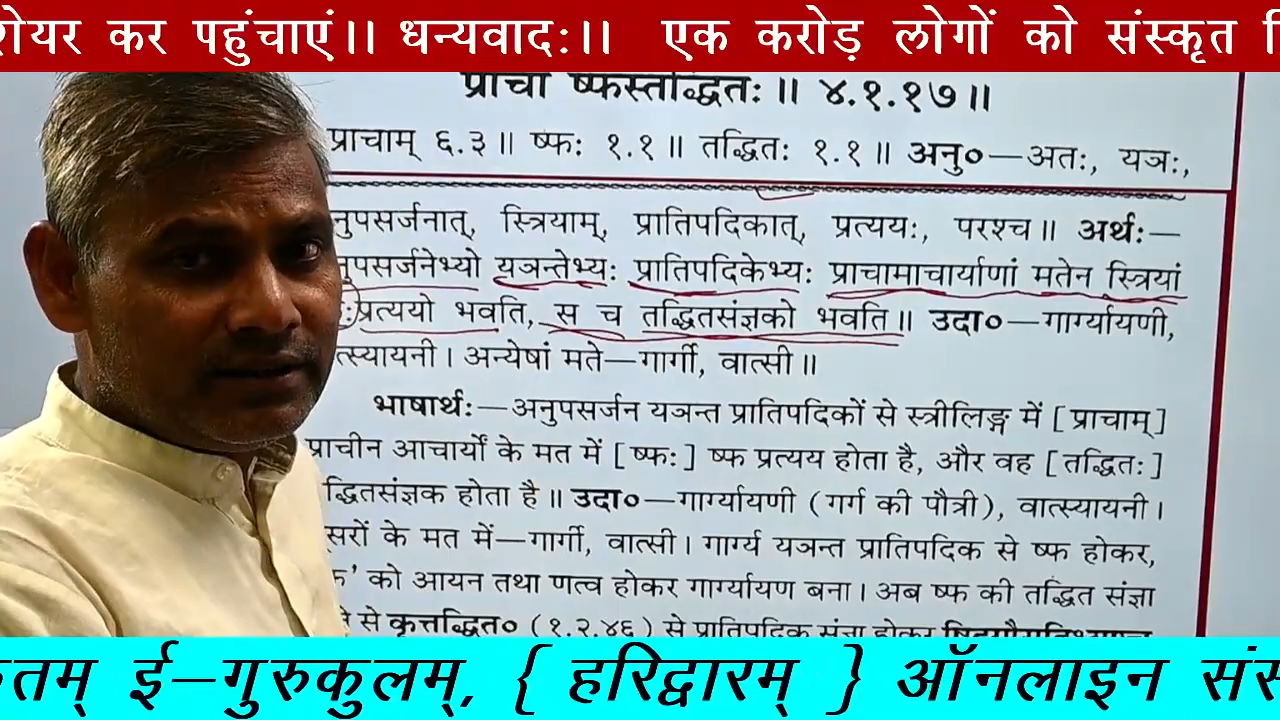 शेयर कर पहुंचाएं।। धन्यवादः।। एक करोड़ लोगों को संस्कृत
प्राचां ष्फस्तद्धितः ॥ ४.१.१७॥
प्राचाम् ६.३॥ ष्फः १.१॥ तद्धितः १.१॥ अनु०—अतः, यञः,
नुपसर्जनात्, स्त्रियाम्, प्रातिपदिकात्, प्रत्ययः, परश्च॥ अर्थः—
नुपसर्जनेभ्यो यञन्तेभ्यः प्रातिपदिकेभ्यः प्राचामाचार्याणां मतेन स्त्रियां
प्रत्ययो भवति, स च तद्धितसंज्ञको भवति॥ उदा०—गार्ग्यायणी,
त्स्यायनी। अन्येषां मते—गार्गी, वात्सी॥
भाषार्थः—अनुपसर्जन यञन्त प्रातिपदिकों से स्त्रीलिङ्ग में [प्राचाम्]
प्राचीन आचार्यों के मत में [ष्फः] ष्फ प्रत्यय होता है, और वह [तद्धितः]
द्धितसंज्ञक होता है॥ उदा०—गार्ग्यायणी (गर्ग की पौत्री), वात्स्यायनी।
सरों के मत में—गार्गी, वात्सी। गार्ग्य यञन्त प्रातिपदिक से ष्फ होकर,
को आयन तथा णत्व होकर गार्ग्यायण बना। अब ष्फ की तद्धित संज्ञा
से कृत्तद्धित० (१.२.४६) से प्रातिपदिक संज्ञा होकर
तम् ई–गुरुकुलम्, { हरिद्वारम् } ऑनलाइन संस